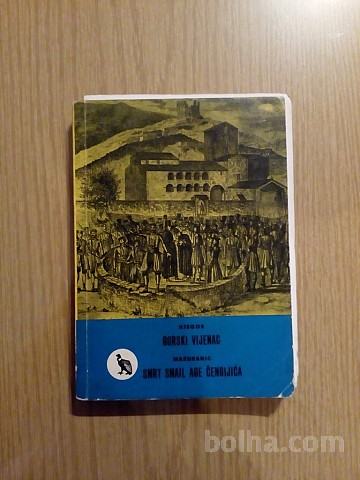 NJEGOŠ
GORSKI VIJENAC
MAŽURANIĆ
SMRT SMAIL AGE ČENGIJIĆA
bolha.com